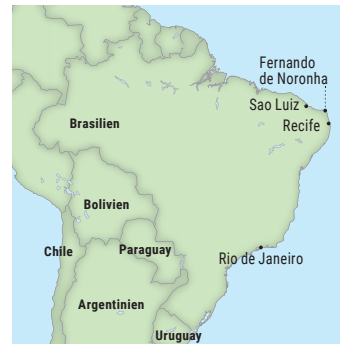 Fernando
de Noronha
Sao Luiz
Recife
Brasilien
Bolivien
Chile
Paraguay
Rio de Janeiro
Argentinien
Uruguay